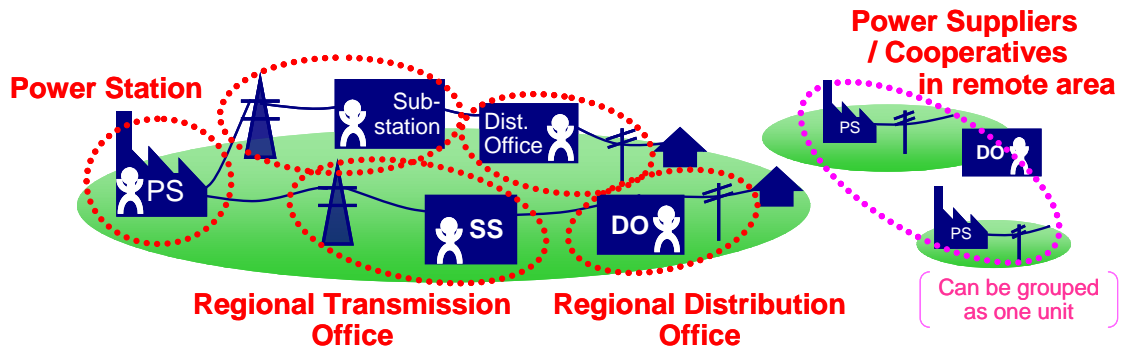 Power Suppliers
/ Cooperatives
in remote area
Power Station
Sub-
station
Dist.
Office
PS
DO
PS
SS
DO
PS
Regional Transmission
Office
Regional Distribution
Office
Can be grouped
as one unit